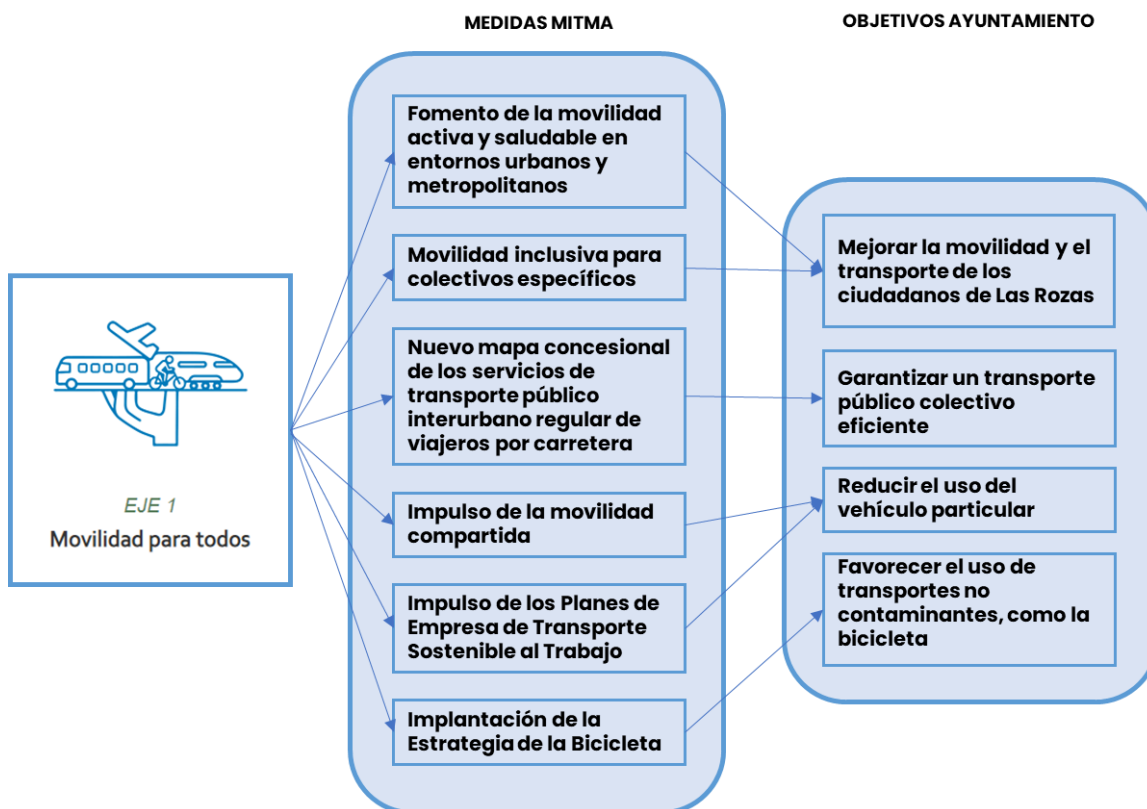 MEDIDAS MITMA
OBJETIVOS AYUNTAMIENTO
EJE 1
Movilidad para todos
Fomento de la movilidad
activa y saludable en
entornos urbanos y
metropolitanos
Movilidad inclusiva para
colectivos específicos
Nuevo mapa concesional
de los servicios de
transporte público
interurbano regular de
viajeros por carretera
Impulso de la movilidad
compartida
Impulso de los Planes de
Empresa de Transporte
Sostenible al Trabajo
Implantación de la
Estrategia de la Bicicleta
Mejorar la movilidad y el
transporte de los
ciudadanos de Las Rozas
Garantizar un transporte
público colectivo
eficiente
Reducir el uso del
vehículo particular
Favorecer el uso de
transportes no
contaminantes, como la
bicicleta